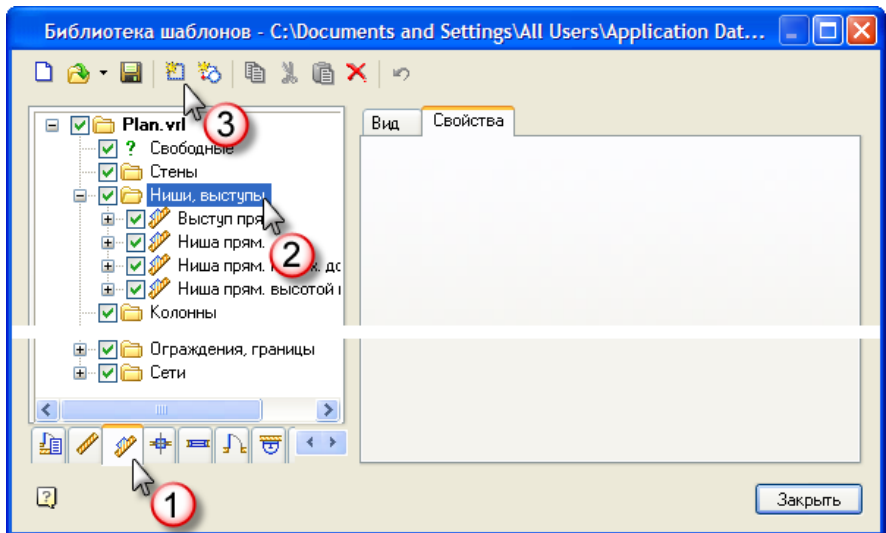 Библиотека шаблонов - C:\Documents and Settings\All Users\Application Dat...
3
Plan.vrl
Свободные
Стены
Ниши, выступы
Выступ пря
Ниша прям.
2
Ниша прям. х. дс
Ниша прям. высотой
Колонны
Ограждения, границы
Сети
Вид
Свойства
1
Закрыть